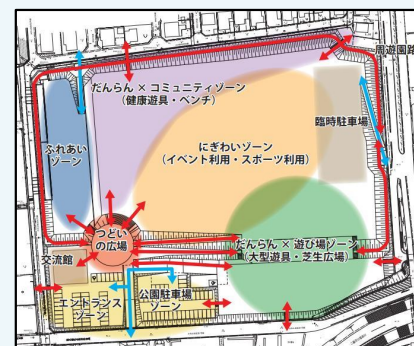 周遊園路
だんらん × コミュニティゾーン
(健康遊具・ベンチ)
臨時駐車場
ふれあい
ゾーン
にぎわいゾーン
(イベント利用・スポーツ利用)
つどい
の広場
だんらん × 遊び場ゾーン
(大型遊具・芝生広場)
交流館
公園駐車場
ゾーン
エントランス
ゾーン